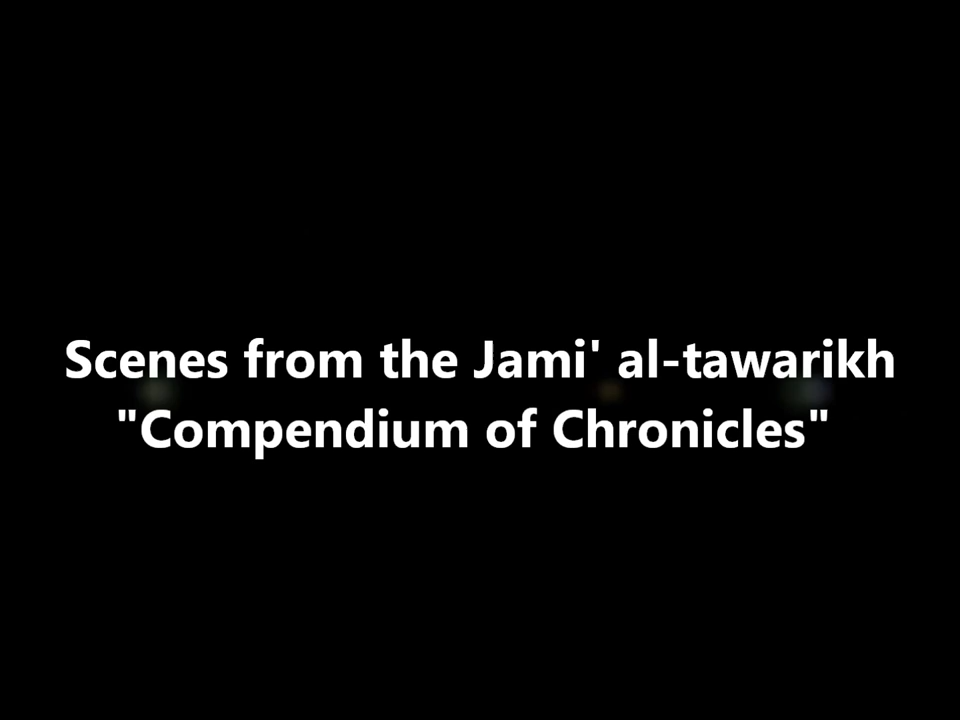 Scenes from the Jami' al-tawarikh
"Compendium of Chronicles"